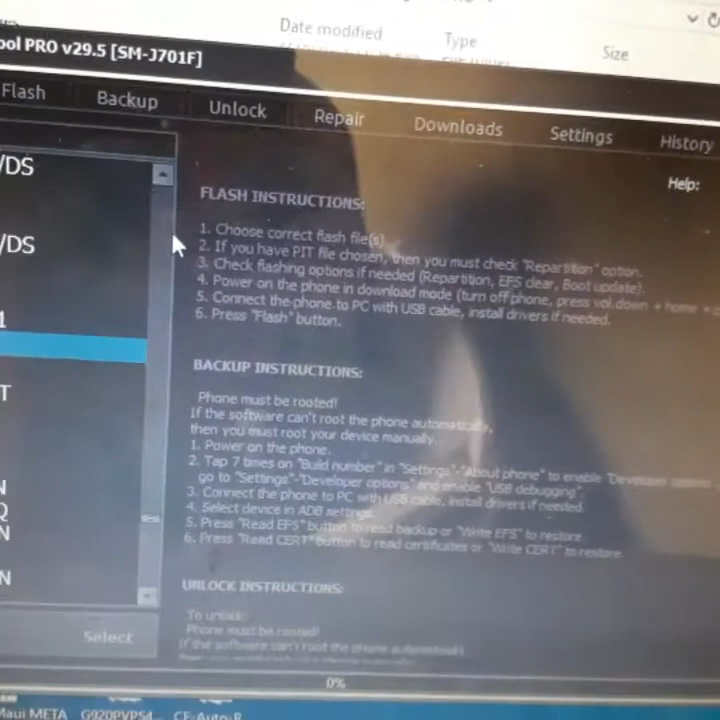 Date modified
Type
Size
ool PRO v29.5 [SM-J701F]
Flash Backup Unlock Repair Downloads Settings History
/DS
Help:
FLASH INSTRUCTIONS:
1. Choose correct flash file(s)
2. If you have PIT file chosen, then you must check "Repartition" option.
3. Check flashing options if needed (Repartition, EFS clear, Boot update).
4. Power on the phone in download mode (turn off phone, press vol.down + home +
5. Connect the phone to PC with USB cable, install drivers if needed.
6. Press "Flash" button.
/DS
1
T
N
Q
N
N
BACKUP INSTRUCTIONS:
Phone must be rooted!
If the software can't root the phone automatically,
then you must root your device manually.
1. Power on the phone.
2. Tap 7 times on "Build number" in "Settings"-"About phone" to enable "Developer options
go to "Settings"-"Developer options" and enable "USB debugging".
3. Connect the phone to PC with USB cable, install drivers if needed.
4. Select device in ADB settings.
5. Press "Read EFS" button to read backup or "Write EFS" to restore
6. Press "Read CERT" button to read certificates or "Write CERT" to restore.
UNLOCK INSTRUCTIONS:
To unlock:
Phone must be rooted!
If the software can't root the phone
Select
0%
Maui META G920PVPS4... CF-Auto-R